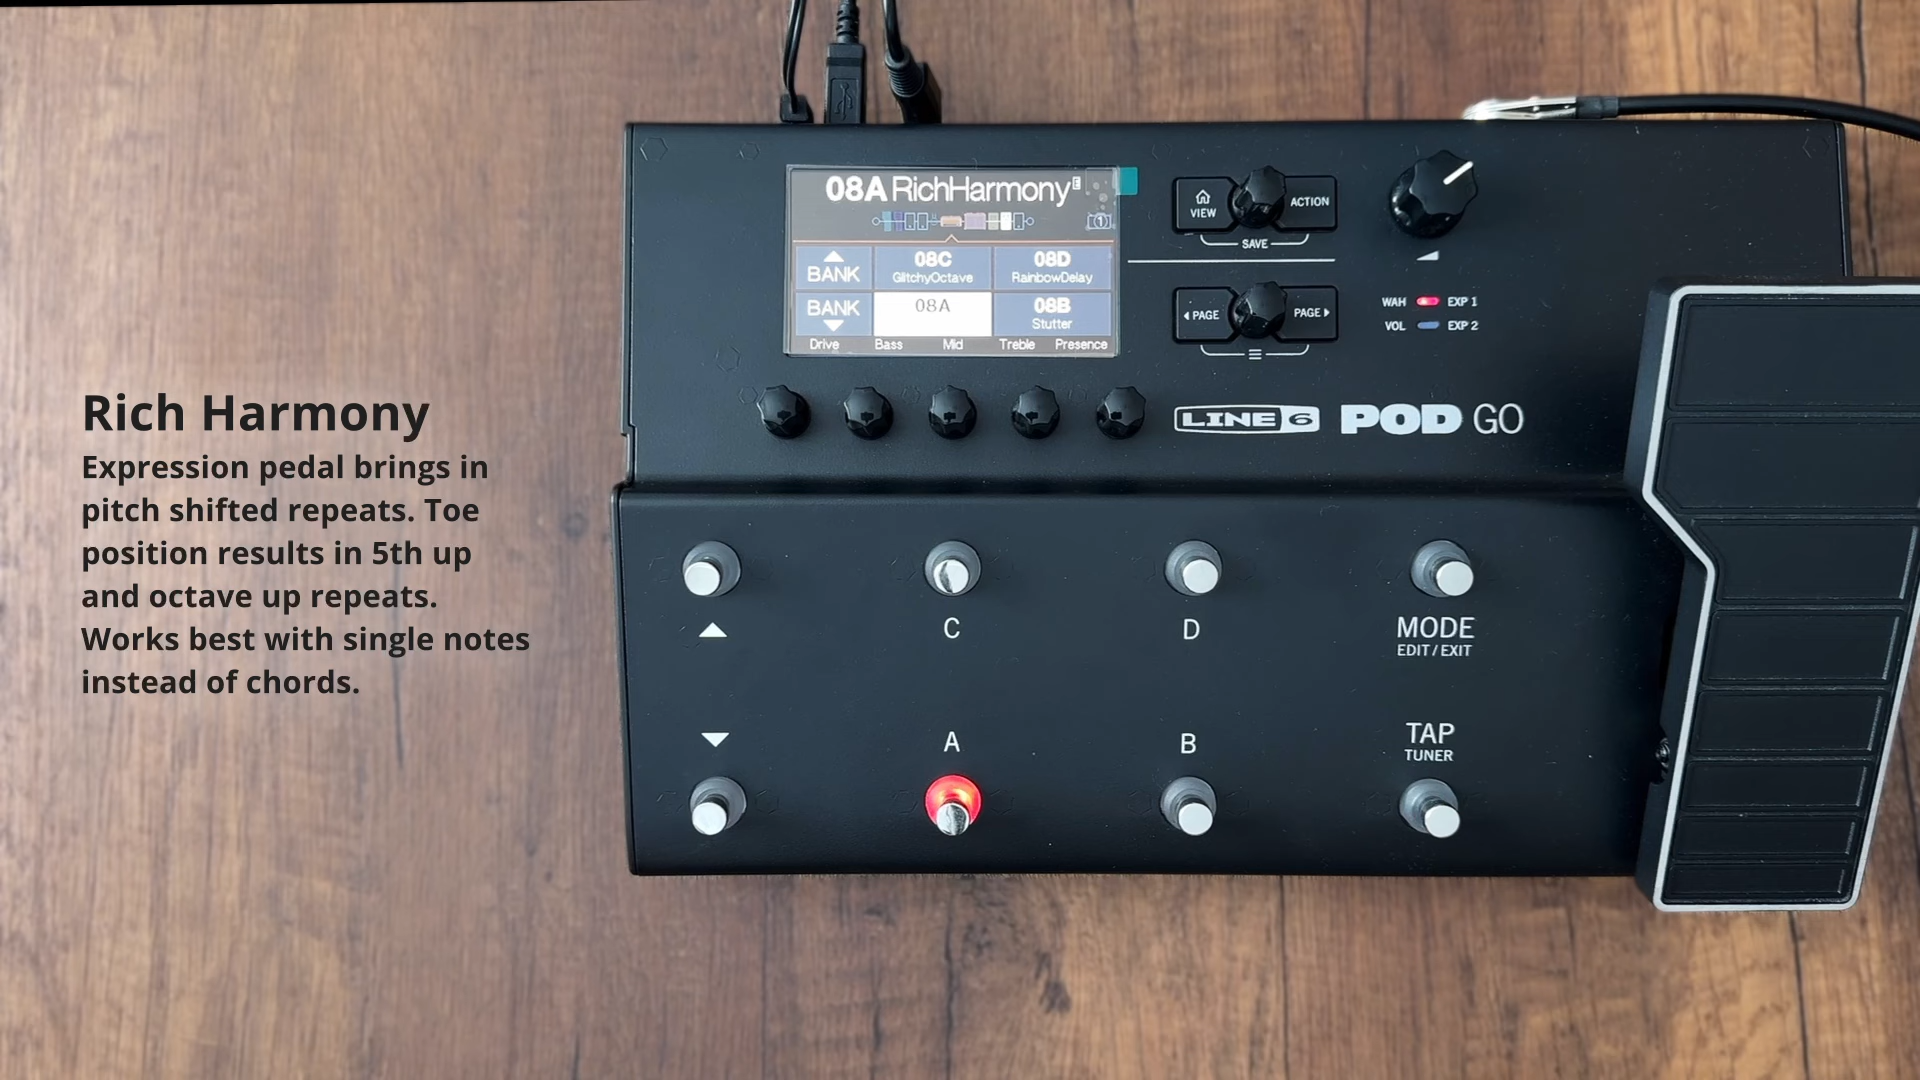 Rich Harmony
Expression pedal brings in
pitch shifted repeats. Toe
position results in 5th up
and octave up repeats.
Works best with single notes
instead of chords.
08A RichHarmony E
1
BANK
08C
GlitchyOctave
08D
RainbowDelay
BANK
08A
08B
Stutter
Drive Bass Mid Treble Presence
VIEW
ACTION
SAVE
PAGE
PAGE
WAH EXP 1
VOL EXP 2
LINE 6 POD GO
C
D
MODE
EDIT / EXIT
A
B
TAP
TUNER